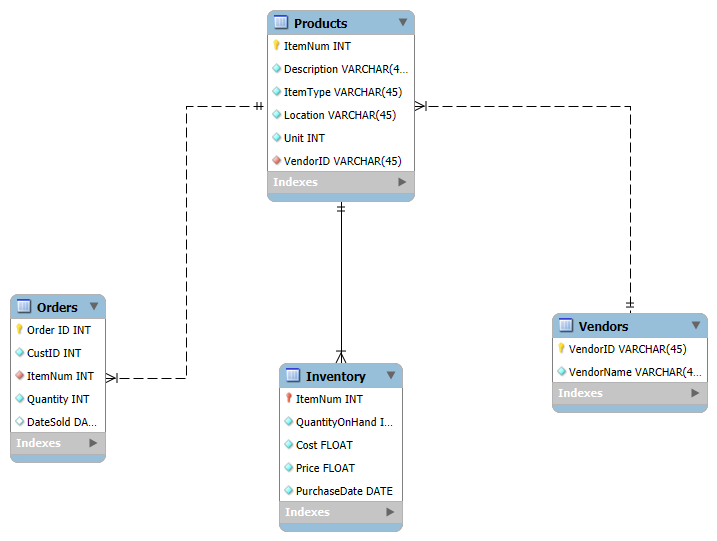 Products
ItemNum INT
Description VARCHAR(4...
ItemType VARCHAR(45)
Location VARCHAR(45)
Unit INT
VendorID VARCHAR(45)
Indexes
Orders
Order ID INT
CustID INT
ItemNum INT
Quantity INT
DateSold DA...
Indexes
Inventory
ItemNum INT
QuantityOnHand I...
Cost FLOAT
Price FLOAT
PurchaseDate DATE
Indexes
Vendors
VendorID VARCHAR(45)
VendorName VARCHAR(4...
Indexes